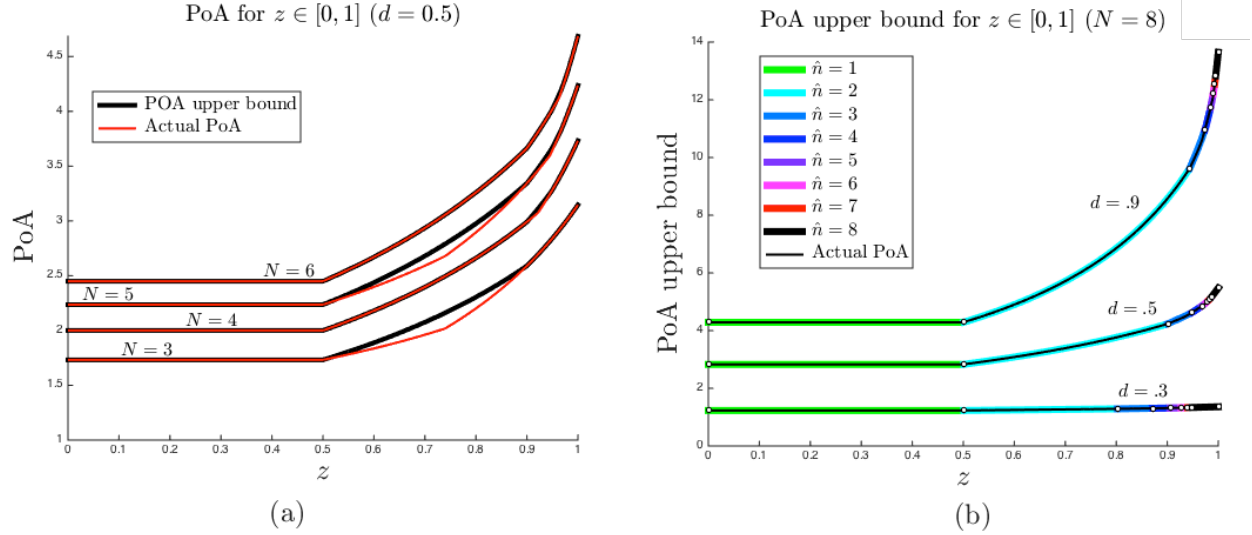 PoA for z ∈ [0, 1] (d = 0.5)
4.5
4
3.5
3
2.5
2
1.5
1
PoA
POA upper bound
Actual PoA
N = 6
N = 5
N = 4
N = 3
0 0.1 0.2 0.3 0.4 0.5 0.6 0.7 0.8 0.9 1
z
(a)
PoA upper bound for z ∈ [0, 1] (N = 8)
14
12
10
8
6
4
2
0
PoA upper bound
n̂ = 1
n̂ = 2
n̂ = 3
n̂ = 4
n̂ = 5
n̂ = 6
n̂ = 7
n̂ = 8
Actual PoA
d = .9
d = .5
d = .3
0 0.1 0.2 0.3 0.4 0.5 0.6 0.7 0.8 0.9 1
z
(b)